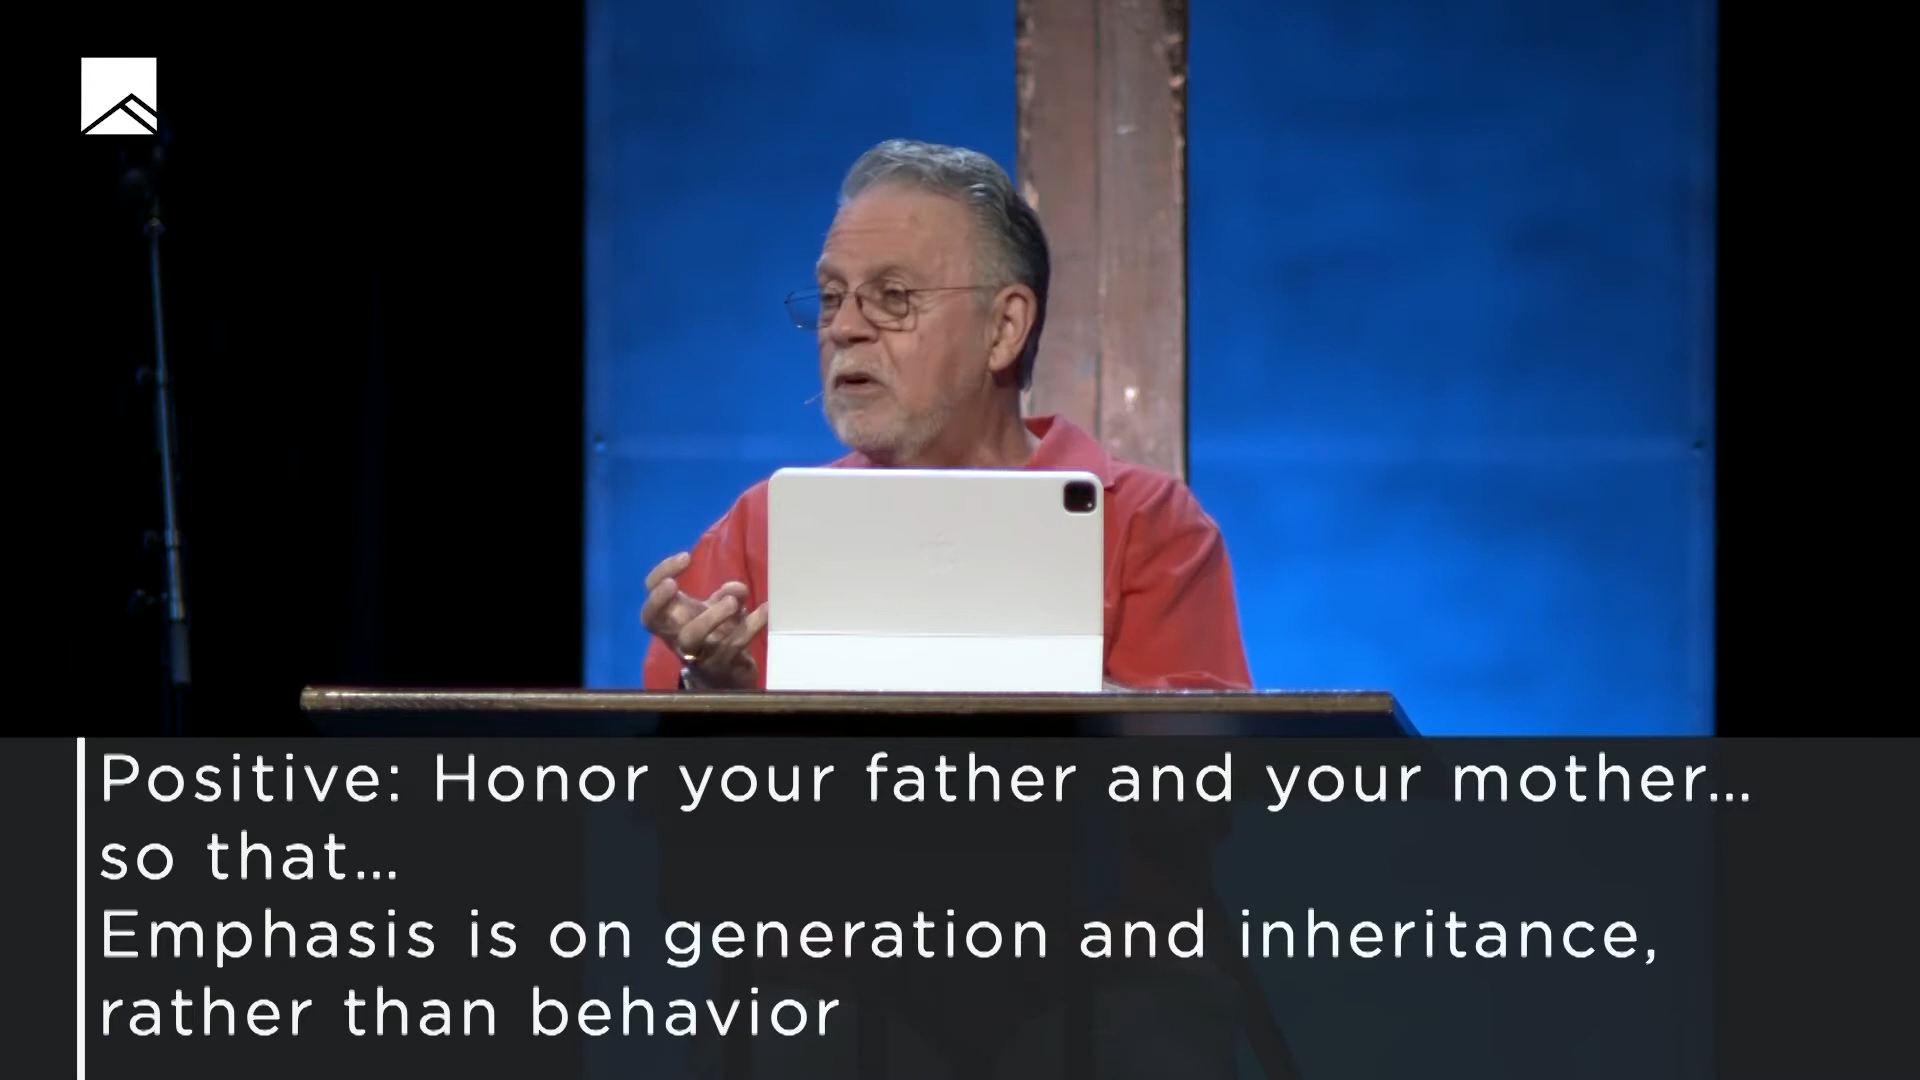 Positive: Honor your father and your mother...
so that...
Emphasis is on generation and inheritance,
rather than behavior